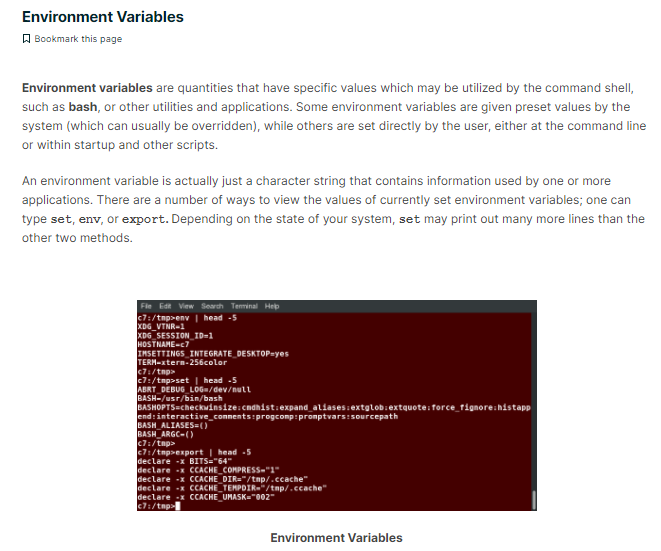 Environment Variables
Bookmark this page
Environment variables are quantities that have specific values which may be utilized by the command shell,
such as bash, or other utilities and applications. Some environment variables are given preset values by the
system (which can usually be overridden), while others are set directly by the user, either at the command line
or within startup and other scripts.
An environment variable is actually just a character string that contains information used by one or more
applications. There are a number of ways to view the values of currently set environment variables; one can
type set, env, or export. Depending on the state of your system, set may print out many more lines than the
other two methods.
File Edit View Search Terminal Help
c7:/tmp>env | head -5
XDG_VTNR=1
XDG_SESSION_ID=1
HOSTNAME=c7
IMSETTINGS_INTEGRATE_DESKTOP=yes
TERM=xterm-256color
c7:/tmp>
c7:/tmp>set | head -5
ABRT_DEBUG_LOG=/dev/null
BASH=/usr/bin/bash
BASHOPTS=checkwinsize:cmdhist:expand_aliases:extglob:extquote:force_fignore:histapp
end:interactive_comments:progcomp:promptvars:sourcepath
BASH_ALIASES=()
BASH_ARGC=()
c7:/tmp>
c7:/tmp>export | head -5
declare -x BITS="64"
declare -x CCACHE_COMPRESS="1"
declare -x CCACHE_DIR="/tmp/.ccache"
declare -x CCACHE_TEMPDIR="/tmp/.ccache"
declare -x CCACHE_UMASK="002"
c7:/tmp>
Environment Variables